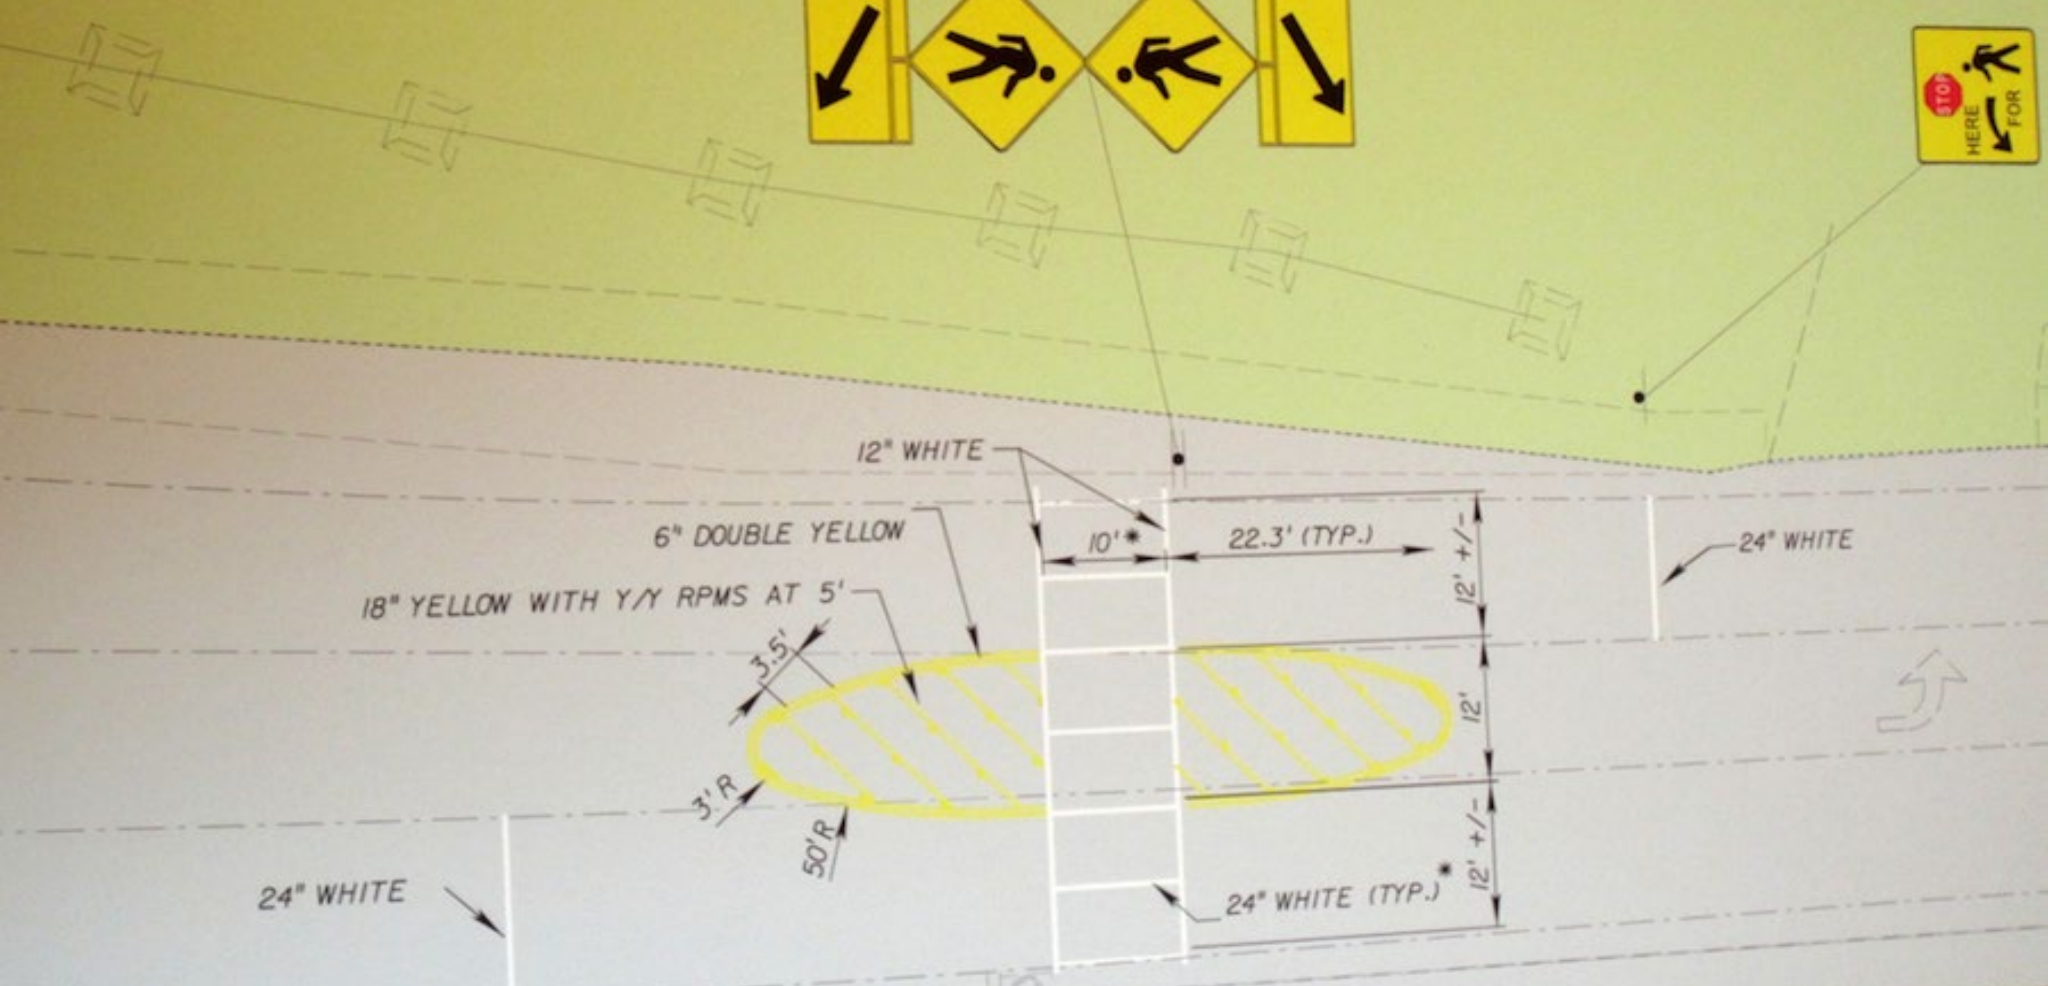 STOP
HERE
FOR
12" WHITE
6" DOUBLE YELLOW
10'*
22.3' (TYP.)
12' +/-
24" WHITE
18" YELLOW WITH Y/Y RPMS AT 5'
3.5'
12'
3' R
50'R
12' +/-
24" WHITE
24" WHITE (TYP.)*